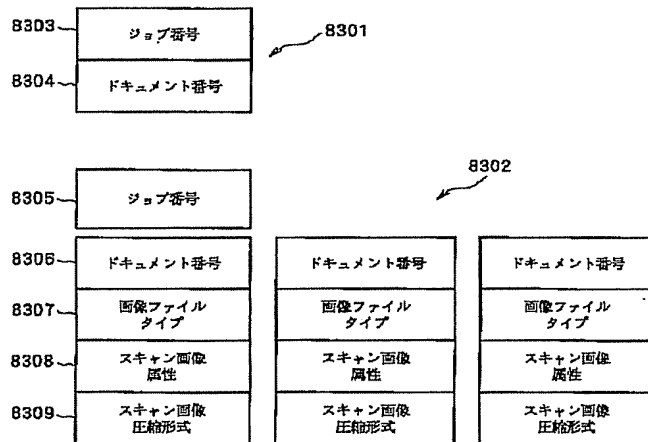 8303
ジョブ番号
8301
8304
ドキュメント番号
8302
8305
ジョブ番号
8306
ドキュメント番号
ドキュメント番号
ドキュメント番号
8307
画像ファイル
タイプ
画像ファイル
タイプ
画像ファイル
タイプ
8308
スキャン画像
属性
スキャン画像
属性
スキャン画像
属性
8309
スキャン画像
圧縮形式
スキャン画像
圧縮形式
スキャン画像
圧縮形式